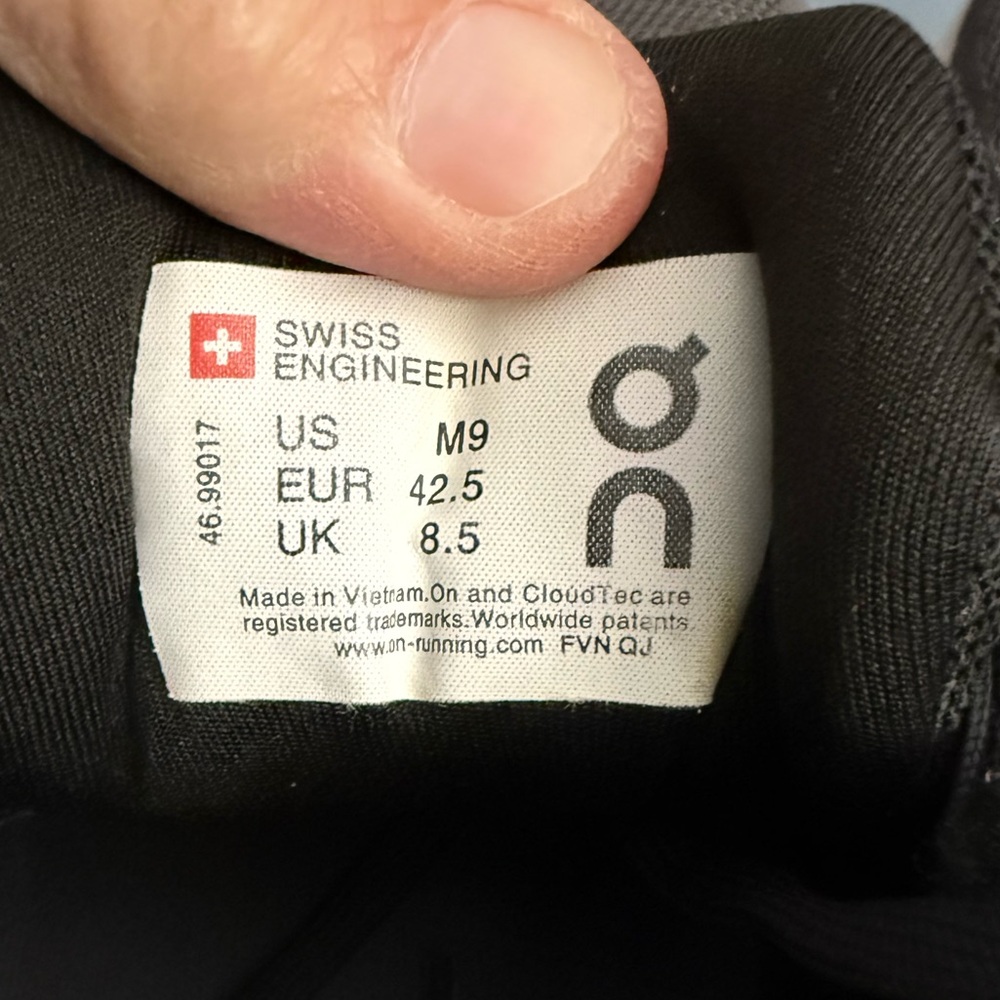 SWISS
ENGINEERING
US M9
EUR 42.5
UK 8.5
46.99017
On
Made in Vietnam.On and CloudTec are
registered trademarks.Worldwide patents
www.on-running.com FVN QJ